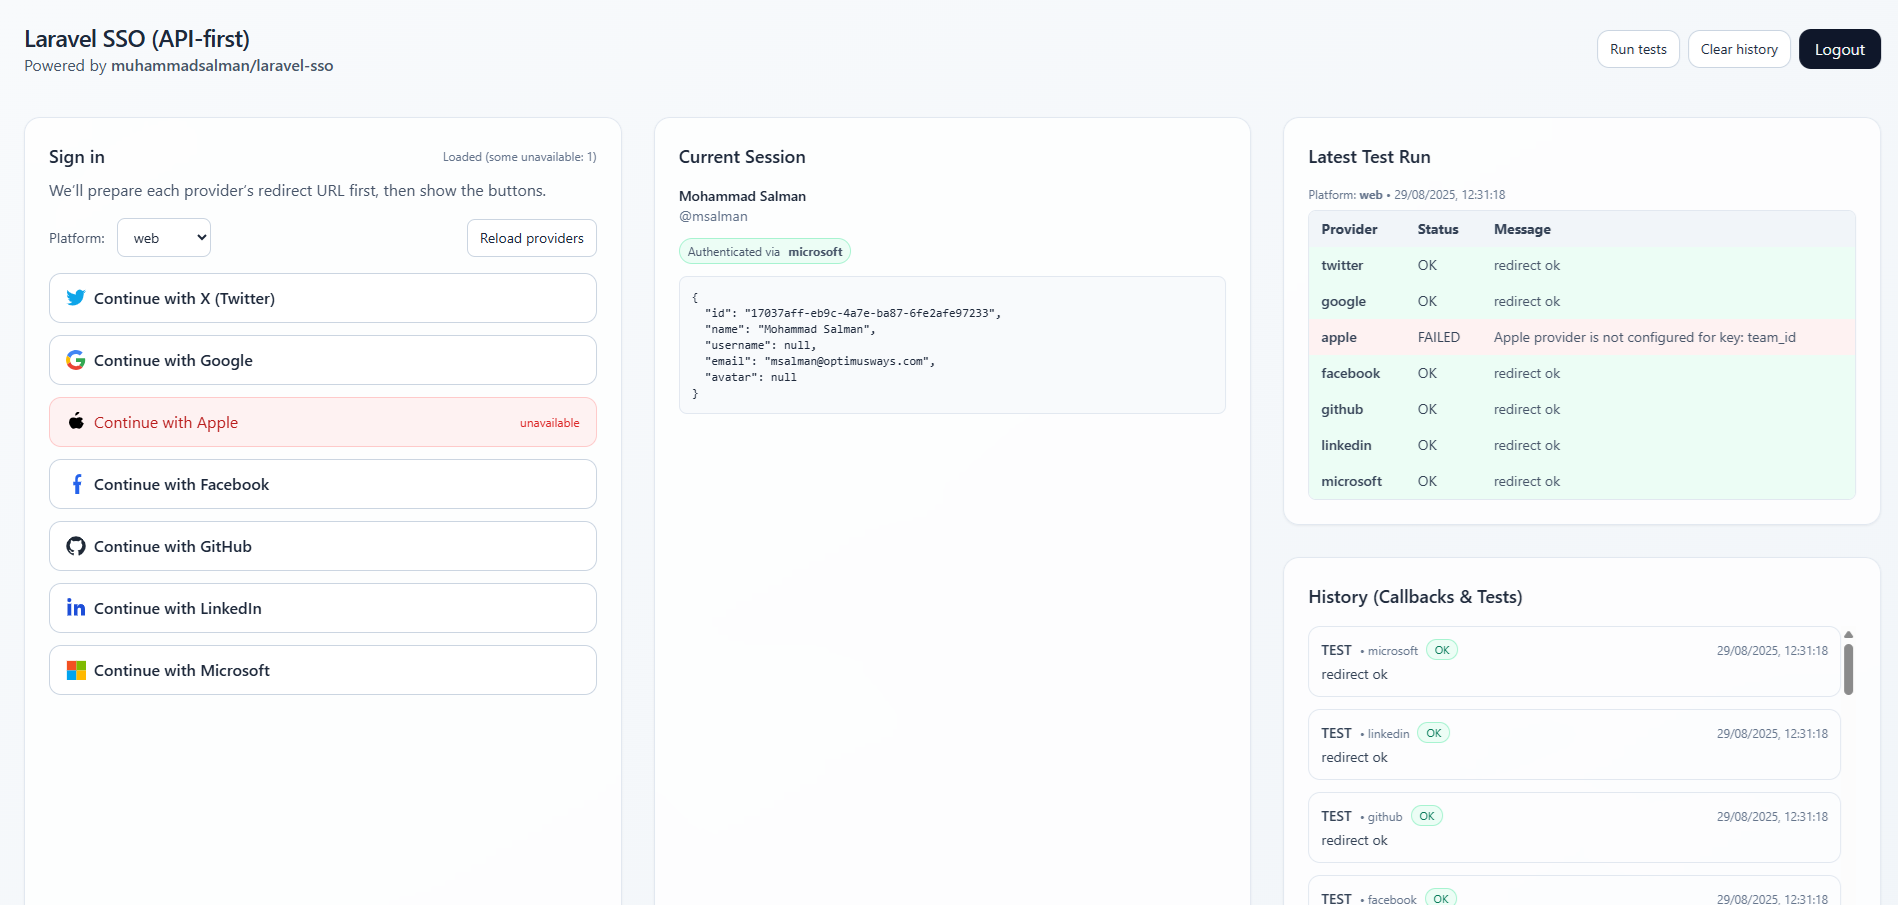 Laravel SSO (API-first)
Powered by muhammadsalman/laravel-sso
Run tests
Clear history
Logout
Sign in
Loaded (some unavailable: 1)
We’ll prepare each provider’s redirect URL first, then show the buttons.
Platform:
web
Reload providers
Continue with X (Twitter)
Continue with Google
Continue with Apple
unavailable
Continue with Facebook
Continue with GitHub
Continue with LinkedIn
Continue with Microsoft
Current Session
Mohammad Salman
@msalman
Authenticated via microsoft
{
"id": "17037aff-eb9c-4a7e-ba87-6fe2afe97233",
"name": "Mohammad Salman",
"username": null,
"email": "msalman@optimusways.com",
"avatar": null
}
Latest Test Run
Platform: web • 29/08/2025, 12:31:18
Provider Status Message
twitter OK redirect ok
google OK redirect ok
apple FAILED Apple provider is not configured for key: team_id
facebook OK redirect ok
github OK redirect ok
linkedin OK redirect ok
microsoft OK redirect ok
History (Callbacks & Tests)
TEST • microsoft OK 29/08/2025, 12:31:18
redirect ok
TEST • linkedin OK 29/08/2025, 12:31:18
redirect ok
TEST • github OK 29/08/2025, 12:31:18
redirect ok
TEST • facebook OK 29/08/2025, 12:31:18